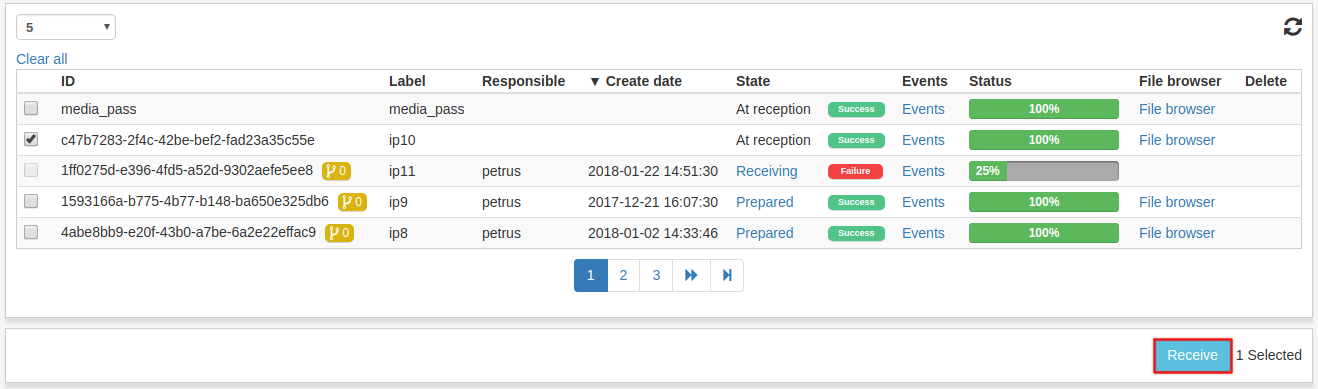 5
Clear all
ID Label Responsible ▼ Create date State Events Status File browser Delete
media_pass media_pass At reception Success Events 100% File browser
c47b7283-2f4c-42be-bef2-fad23a35c55e ip10 At reception Success Events 100% File browser
1ff0275d-e396-4fd5-a52d-9302aefe5ee8 0 ip11 petrus 2018-01-22 14:51:30 Receiving Failure Events 25%
1593166a-b775-4b77-b148-ba650e325db6 0 ip9 petrus 2017-12-21 16:07:30 Prepared Success Events 100% File browser
4abe8bb9-e20f-43b0-a7be-6a2e22effac9 0 ip8 petrus 2018-01-02 14:33:46 Prepared Success Events 100% File browser
1 2 3
Receive 1 Selected